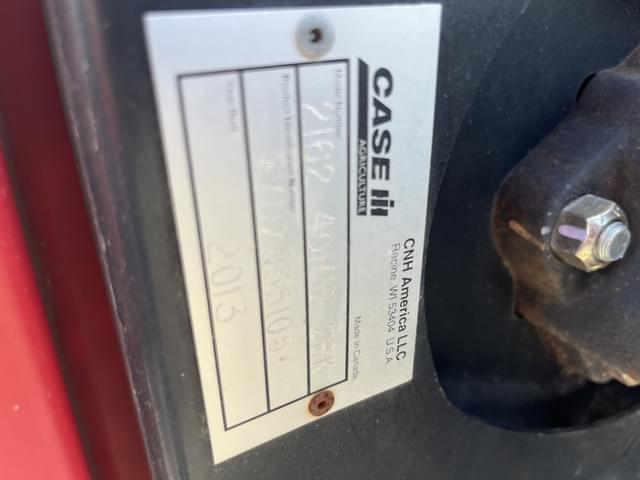 CASE IH
AGRICULTURE
CNH America LLC
Racine, WI 53404 U S A
Made In Canada
Model Number
2162 40
Product Identification Number
Year Built
2013